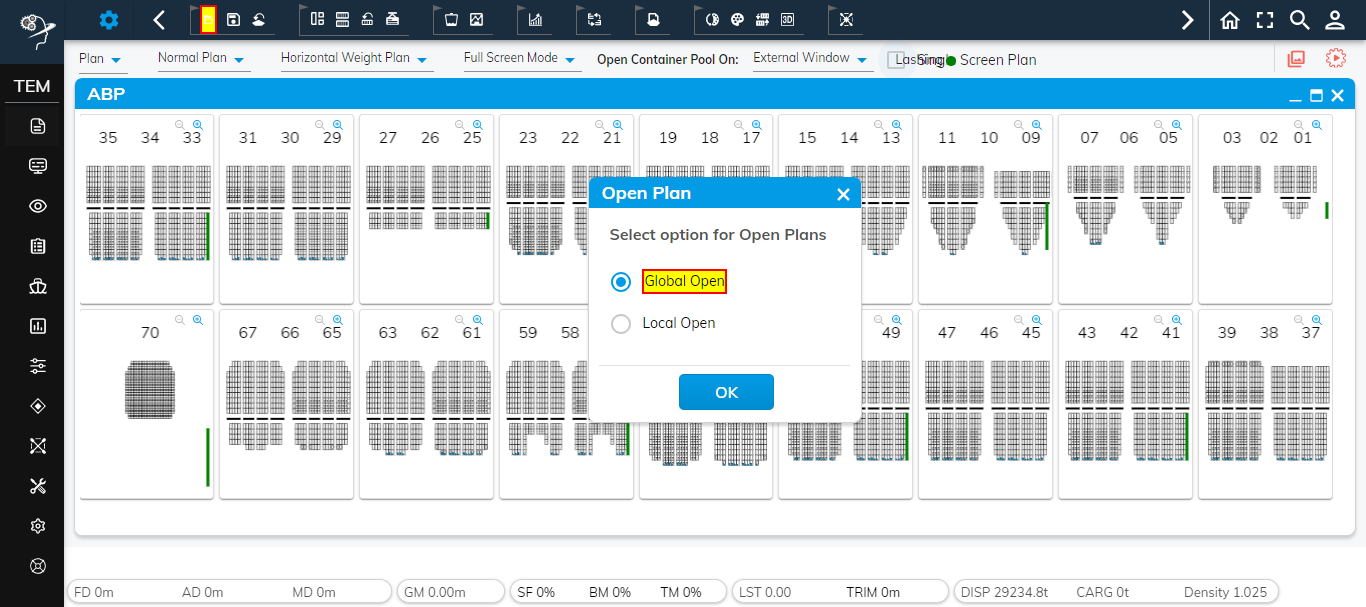 Plan
Normal Plan
Horizontal Weight Plan
Full Screen Mode
Open Container Pool On:
External Window
Lashing
Single
Screen Plan
TEM
ABP
35 34 33
31 30 29
27 26 25
23 22 21
19 18 17
15 14 13
11 10 09
07 06 05
03 02 01
Open Plan
Select option for Open Plans
Global Open
Local Open
OK
70
67 66 65
63 62 61
59 58
49
47 46 45
43 42 41
39 38 37
FD 0m AD 0m MD 0m
GM 0.00m
SF 0% BM 0% TM 0%
LST 0.00 TRIM 0m
DISP 29234.8t CARG 0t Density 1.025